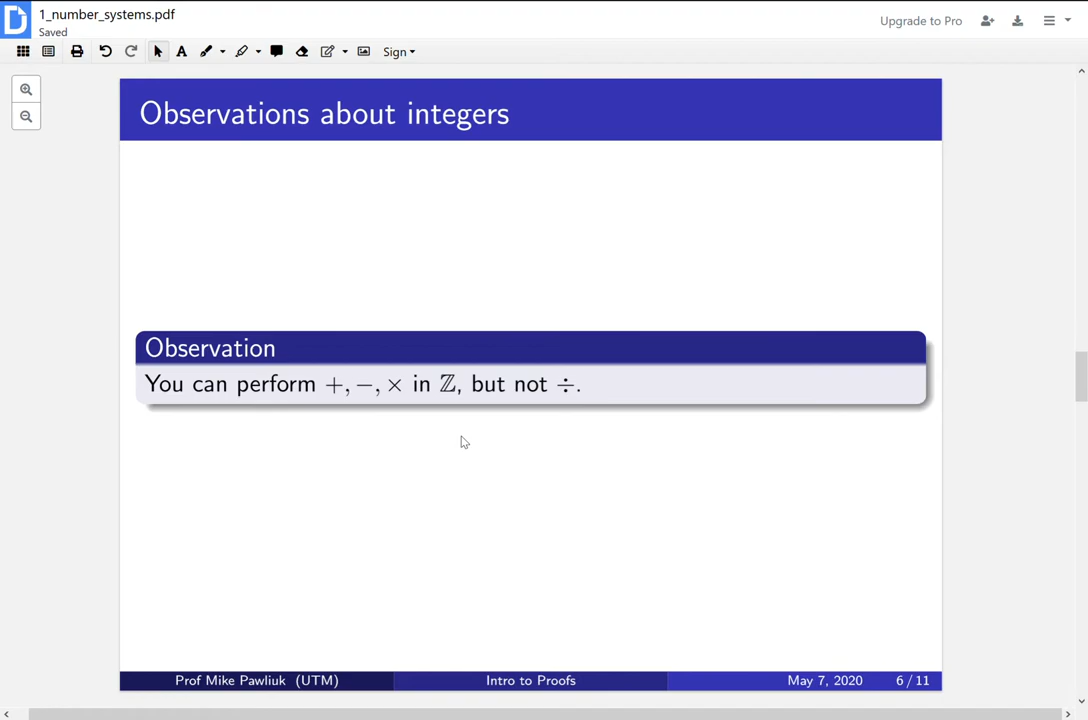 1_number_systems.pdf
Saved
Upgrade to Pro
A
Sign
Observations about integers
Observation
You can perform +, −, × in ℤ, but not ÷.
Prof Mike Pawliuk (UTM)
Intro to Proofs
May 7, 2020
6 / 11